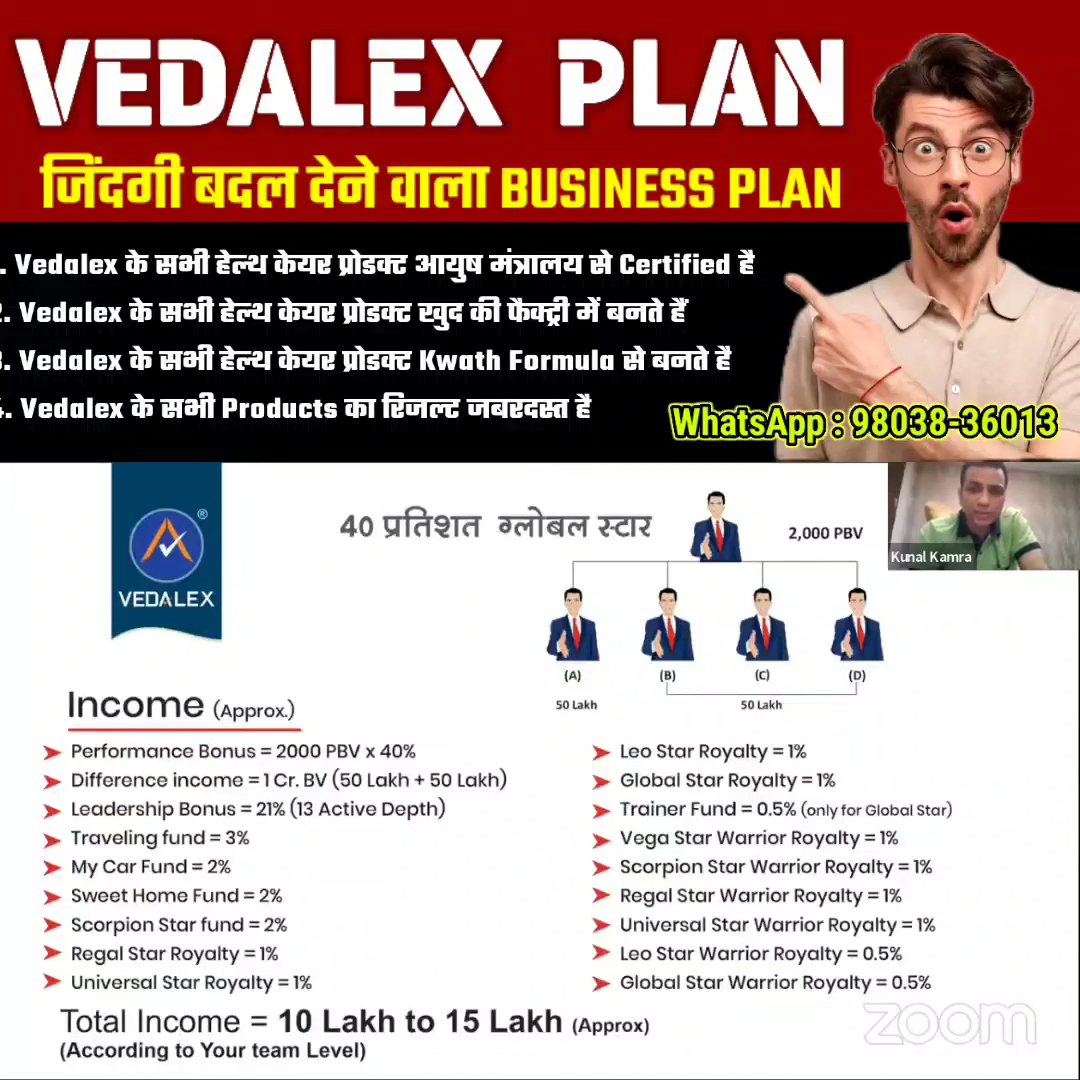 VEDALEX PLAN
जिंदगी बदल देने वाला BUSINESS PLAN
. Vedalex के सभी हेल्थ केयर प्रोडक्ट आयुष मंत्रालय से Certified है
. Vedalex के सभी हेल्थ केयर प्रोडक्ट खुद की फैक्ट्री में बनते हैं
. Vedalex के सभी हेल्थ केयर प्रोडक्ट Kwath Formula से बनते है
. Vedalex के सभी Products का रिजल्ट जबरदस्त है
WhatsApp : 98038-36013
VEDALEX
40 प्रतिशत ग्लोबल स्टार
2,000 PBV
Kunal Kamra
(A) (B) (C) (D)
50 Lakh 50 Lakh
Income (Approx.)
Performance Bonus = 2000 PBV x 40%
Difference income = 1 Cr. BV (50 Lakh + 50 Lakh)
Leadership Bonus = 21% (13 Active Depth)
Traveling fund = 3%
My Car Fund = 2%
Sweet Home Fund = 2%
Scorpion Star fund = 2%
Regal Star Royalty = 1%
Universal Star Royalty = 1%
Leo Star Royalty = 1%
Global Star Royalty = 1%
Trainer Fund = 0.5% (only for Global Star)
Vega Star Warrior Royalty = 1%
Scorpion Star Warrior Royalty = 1%
Regal Star Warrior Royalty = 1%
Universal Star Warrior Royalty = 1%
Leo Star Warrior Royalty = 0.5%
Global Star Warrior Royalty = 0.5%
Total Income = 10 Lakh to 15 Lakh (Approx)
(According to Your team Level)
zoom